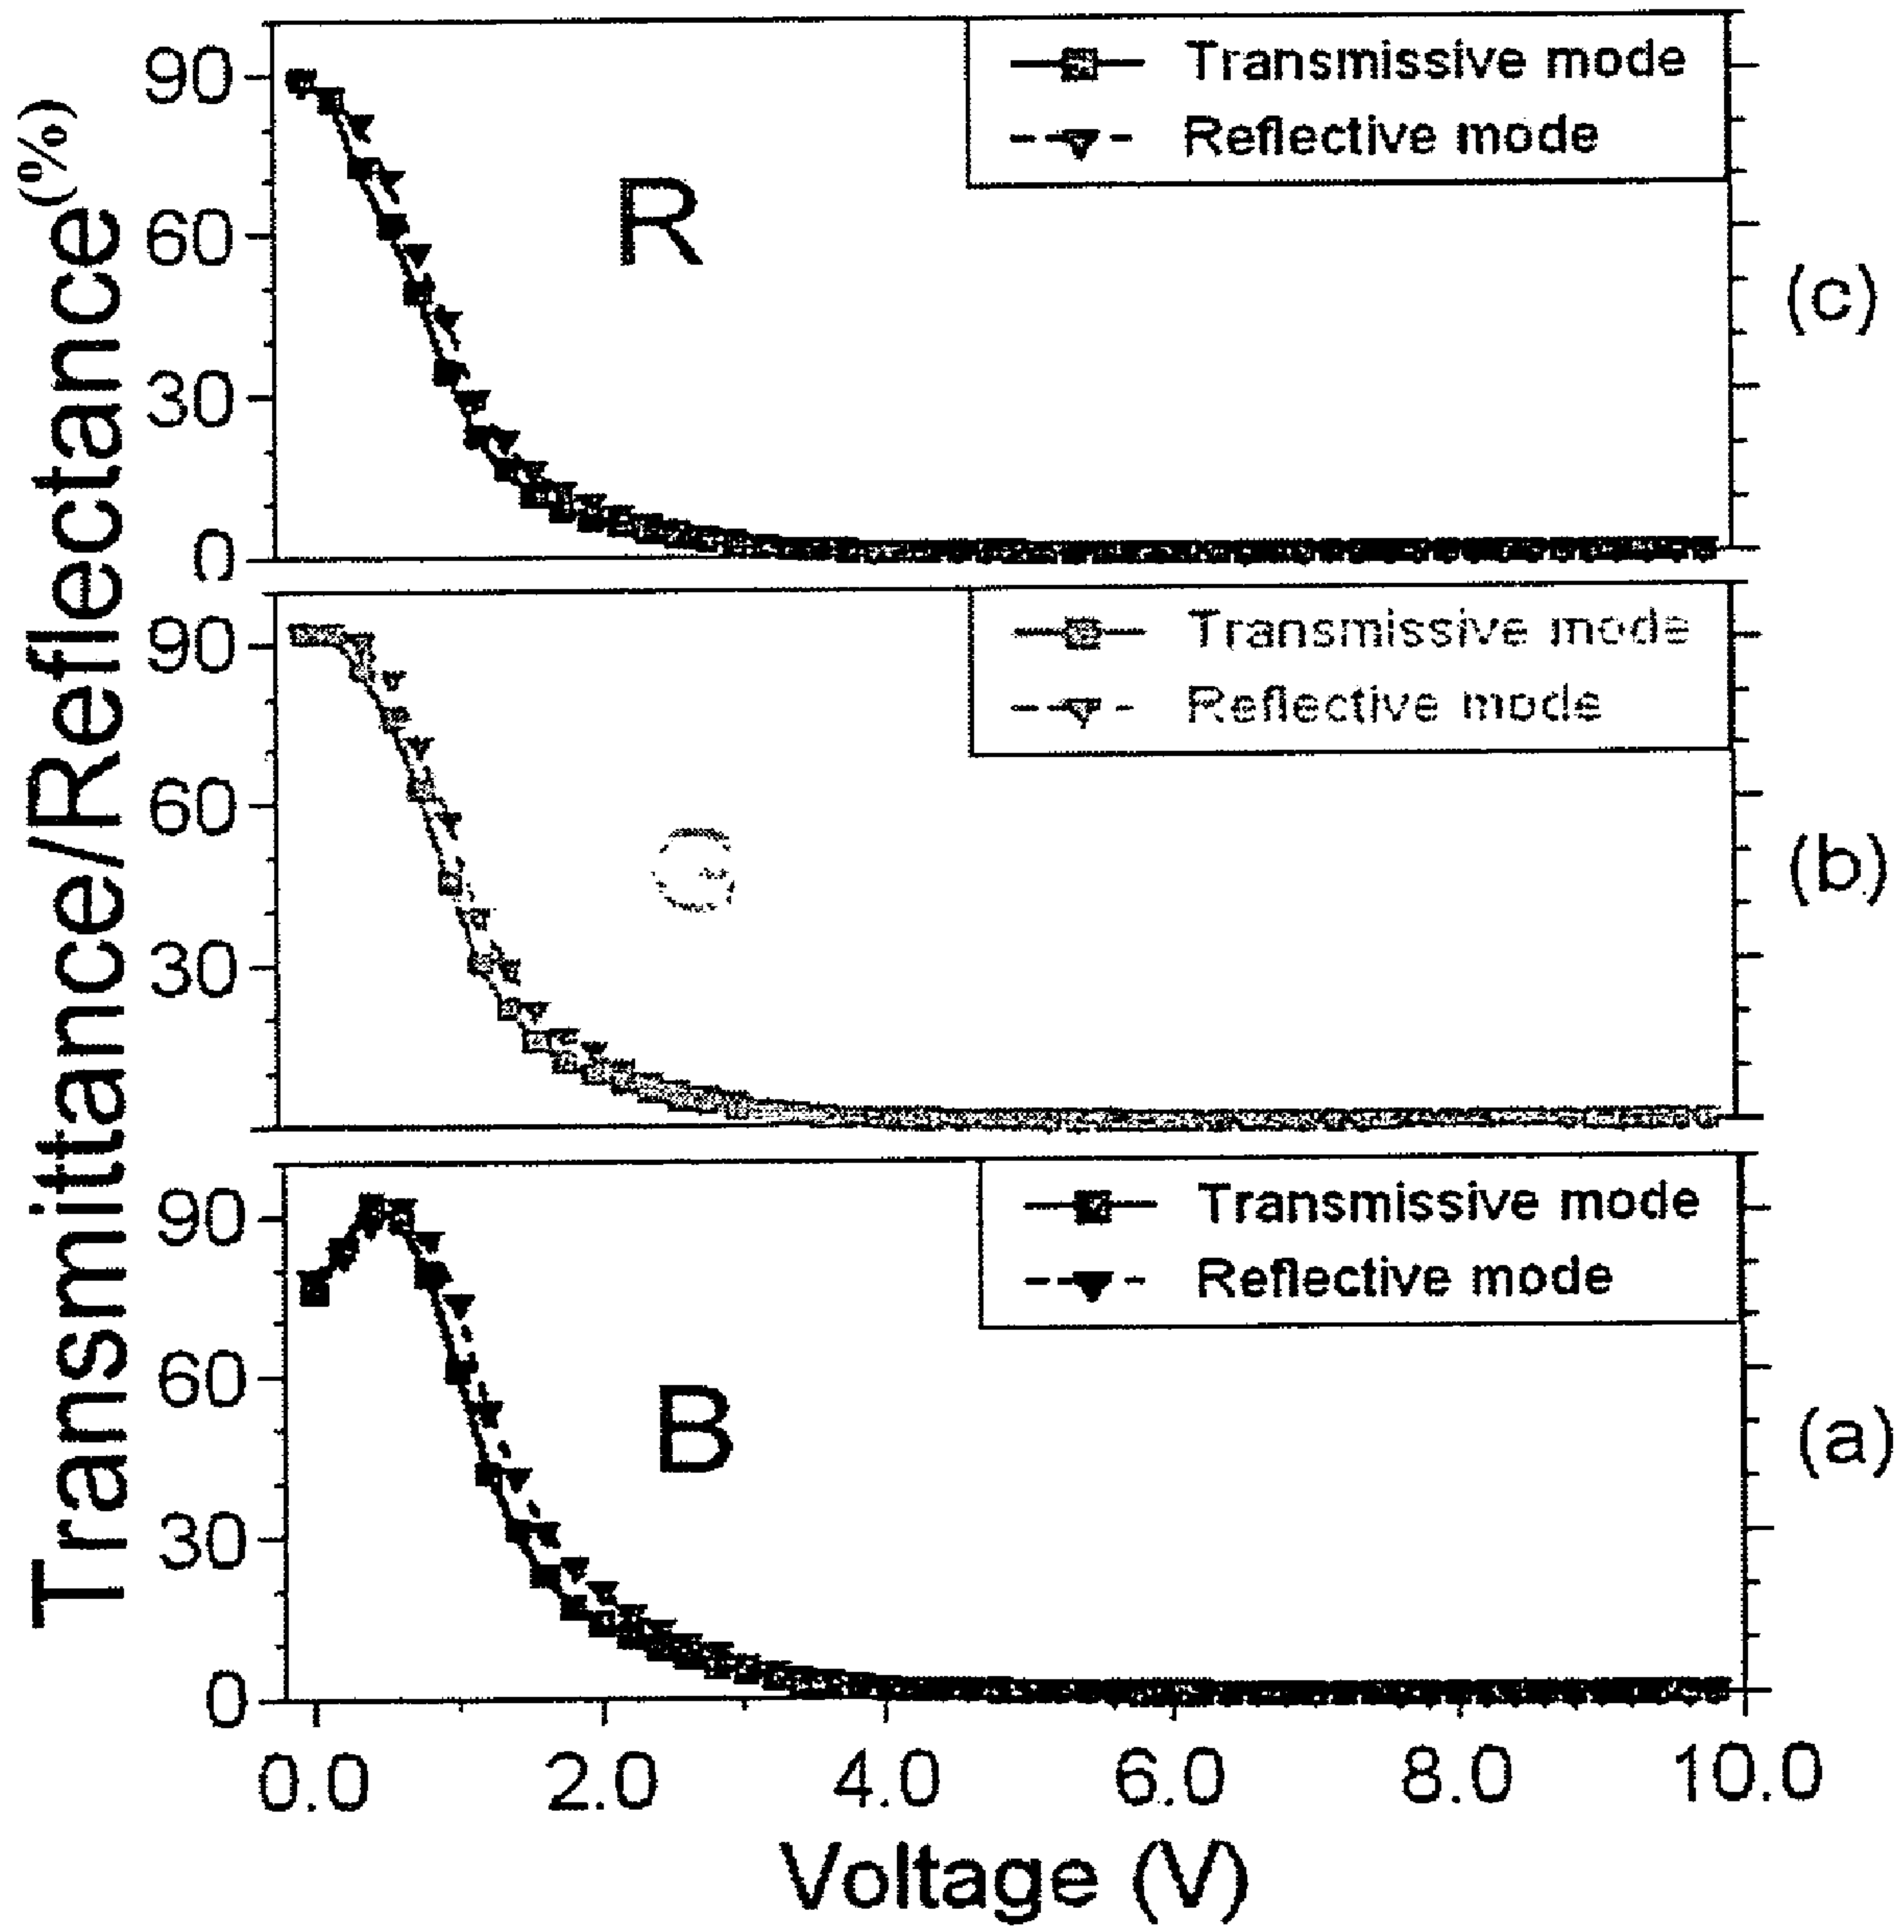 Transmittance/Reflectance(%)
90
60
30
0
Transmissive mode
Reflective mode
R
(c)
90
60
30
Transmissive mode
Reflective mode
G
(b)
90
60
30
0
Transmissive mode
Reflective mode
B
(a)
0.0 2.0 4.0 6.0 8.0 10.0
Voltage (V)